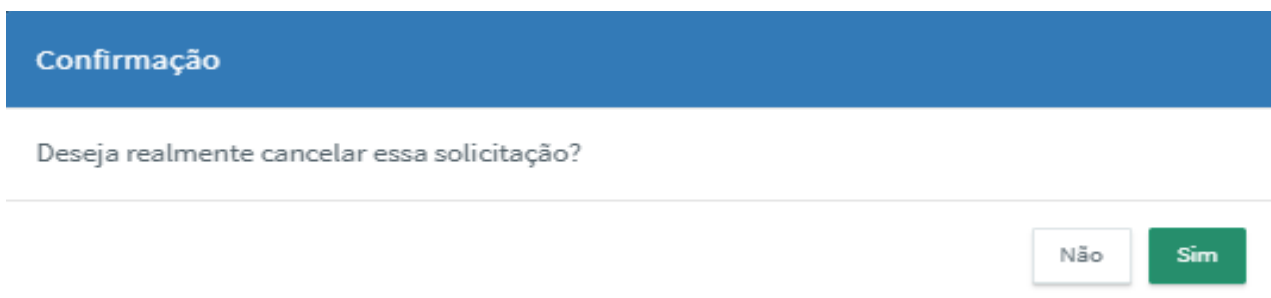 Confirmação
Deseja realmente cancelar essa solicitação?
Não
Sim